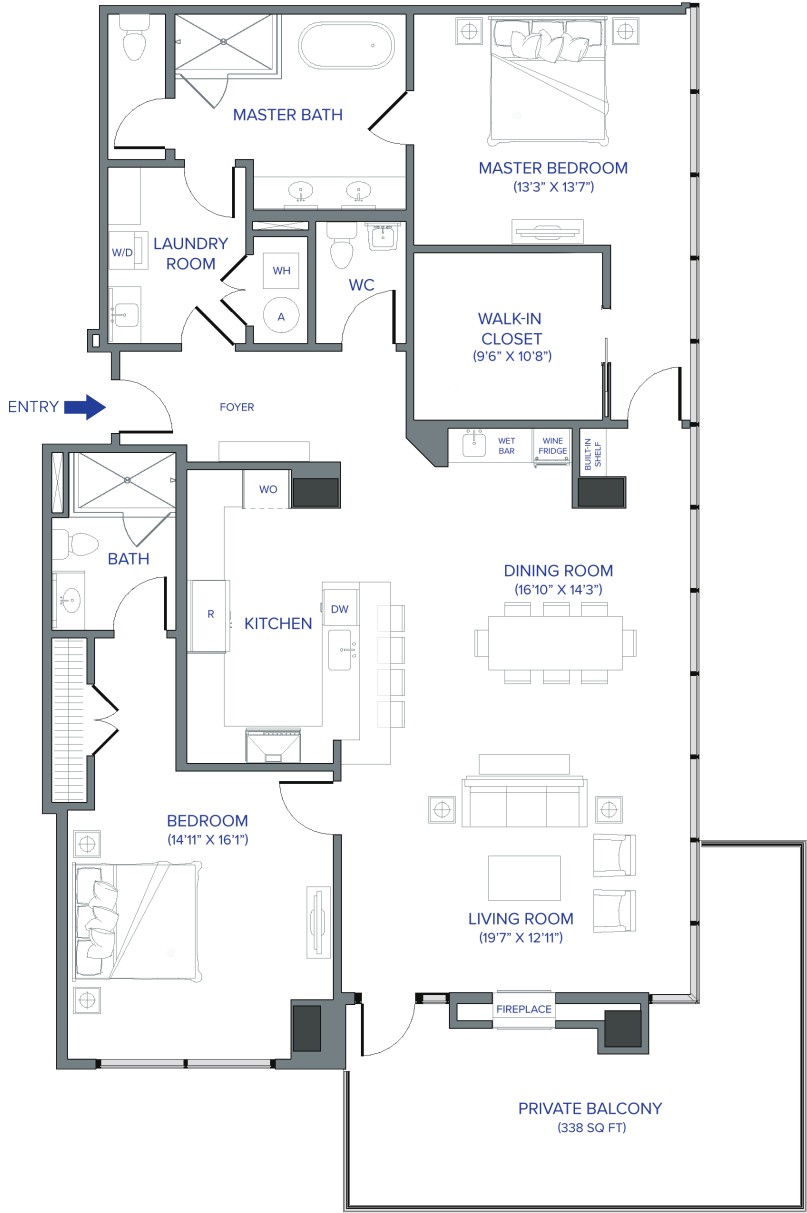 MASTER BATH
MASTER BEDROOM
(13'3” X 13'7”)
W/D
LAUNDRY
ROOM
WH
A
WC
WALK-IN
CLOSET
(9'6” X 10'8”)
ENTRY
FOYER
WET
BAR
WINE
FRIDGE
BUILT-IN
SHELF
WO
BATH
DINING ROOM
(16'10” X 14'3”)
R
KITCHEN
DW
BEDROOM
(14'11” X 16'1”)
LIVING ROOM
(19'7” X 12'11”)
FIREPLACE
PRIVATE BALCONY
(338 SQ FT)